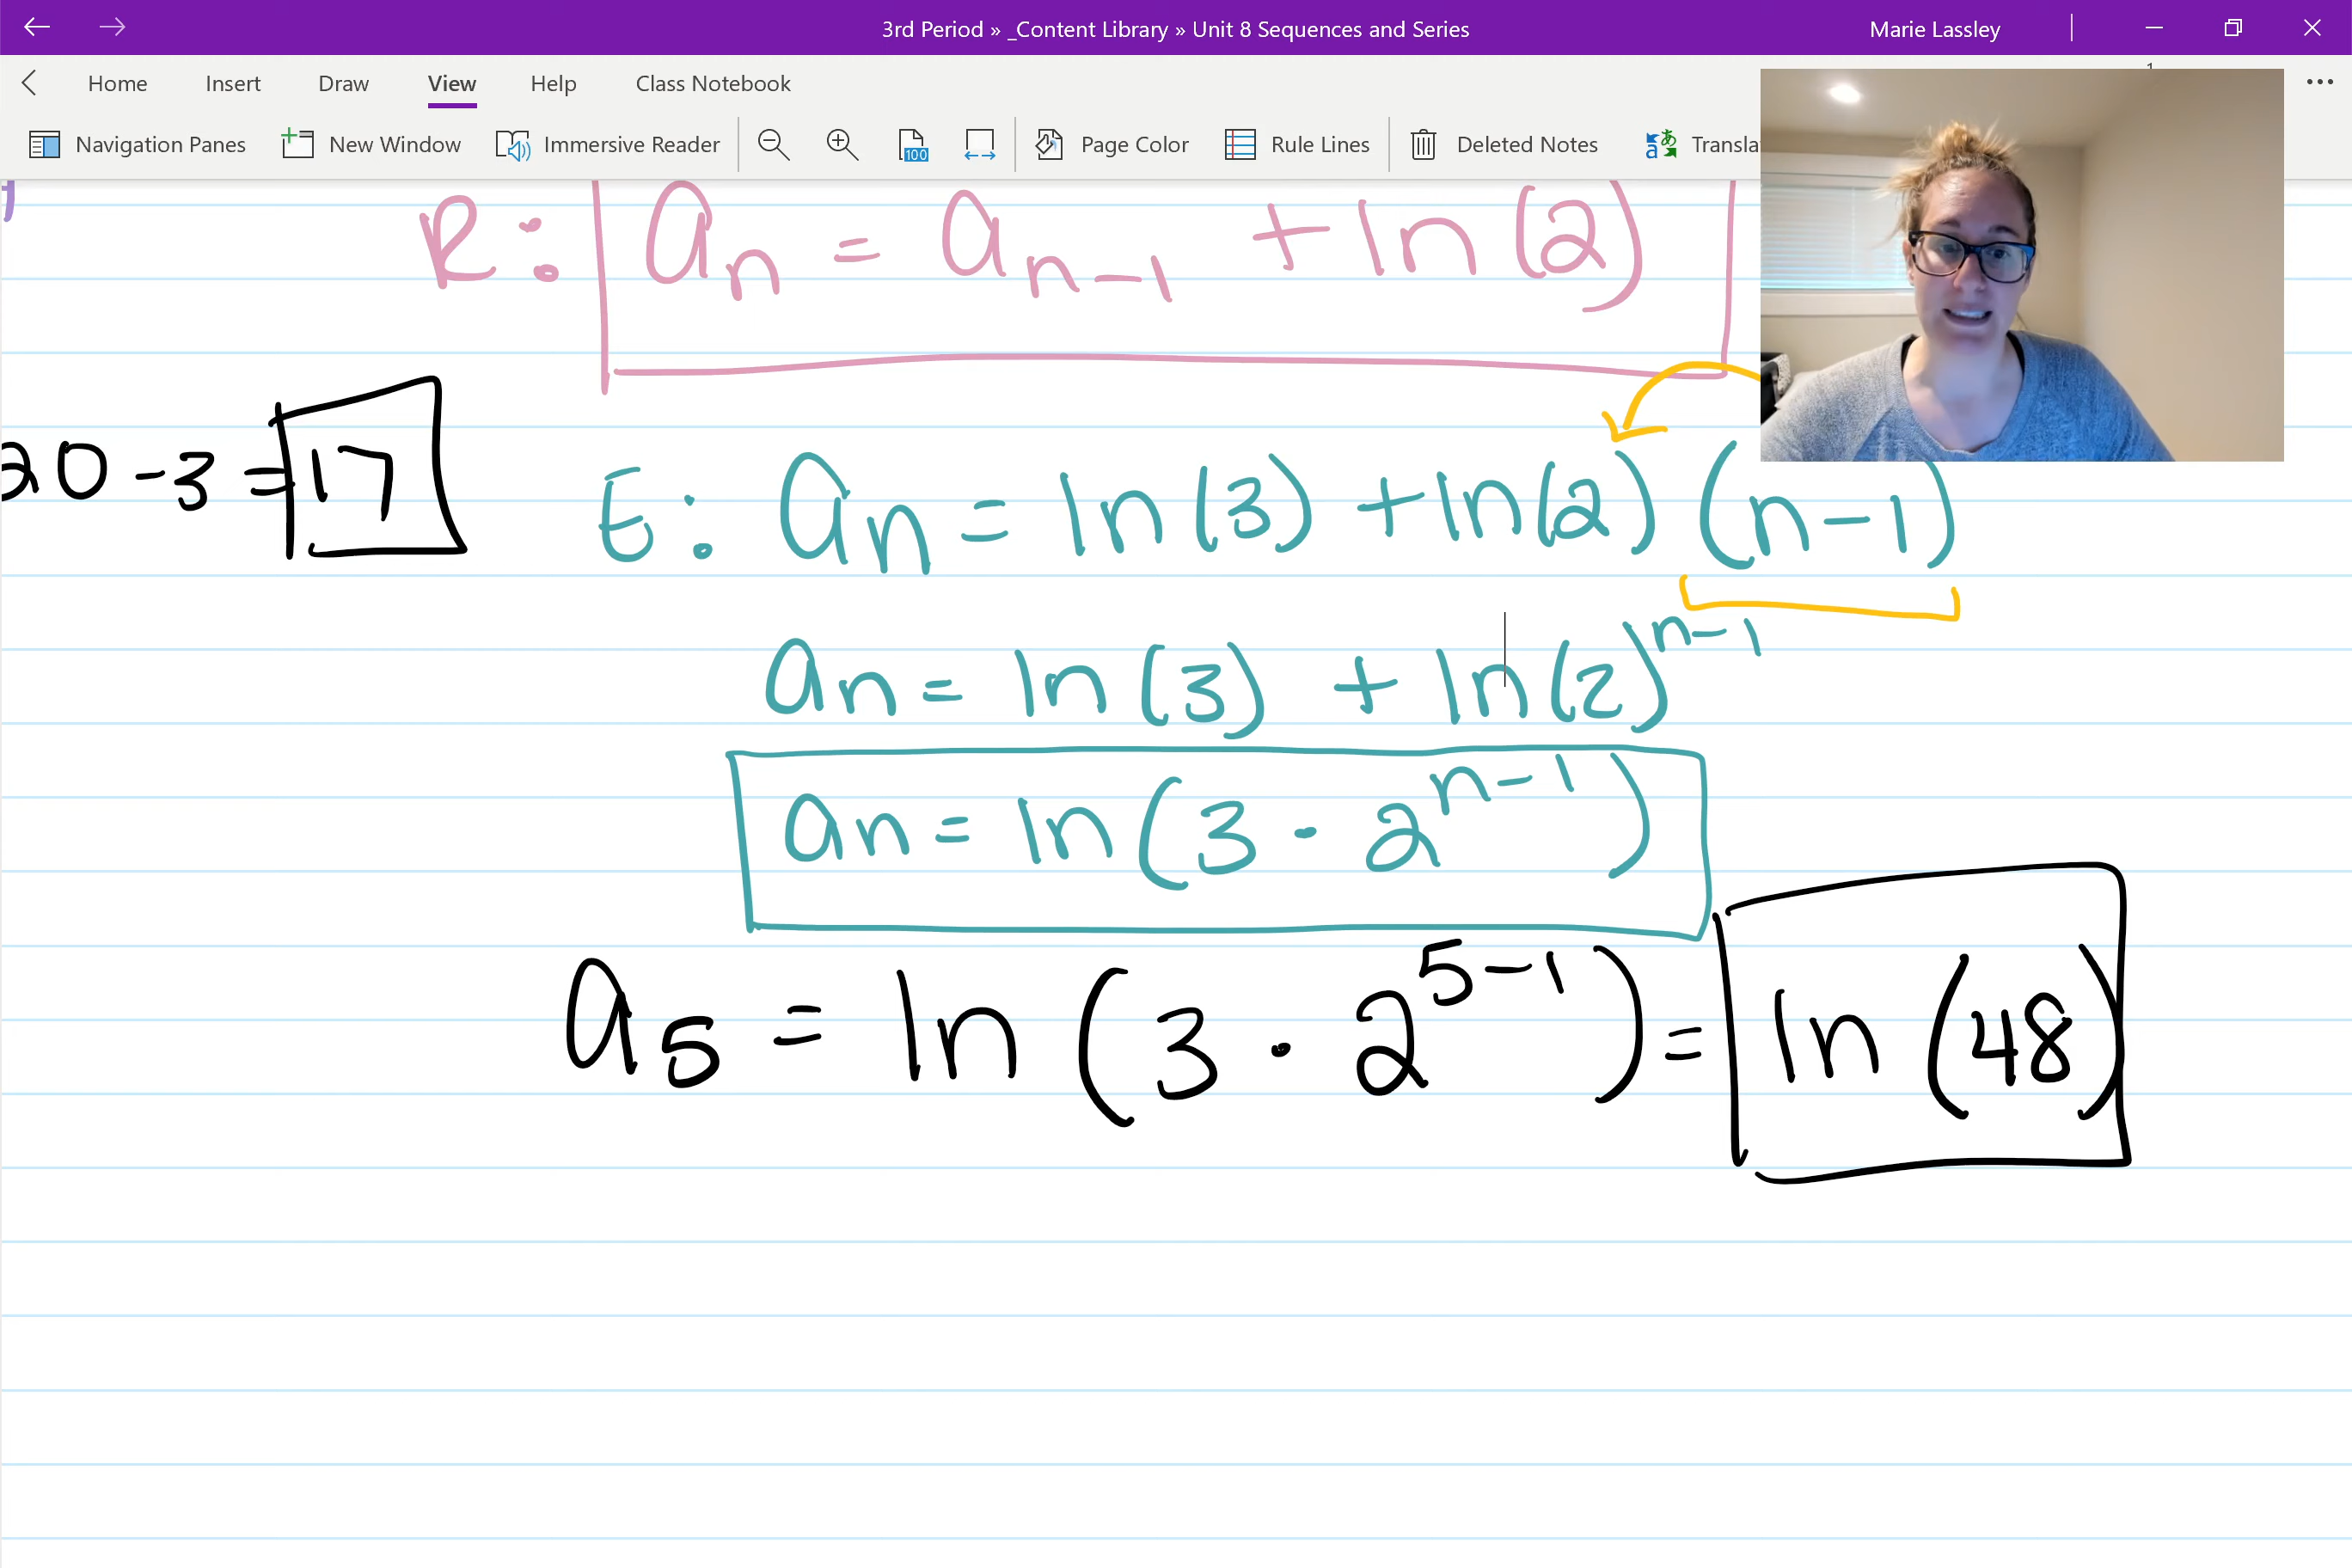 3rd Period » _Content Library » Unit 8 Sequences and Series Marie Lassley
Home Insert Draw View Help Class Notebook
Navigation Panes New Window Immersive Reader 100 Page Color Rule Lines Deleted Notes Transla
R: aₙ = aₙ₋₁ + ln(2)
20 - 3 = 17
E: aₙ = ln(3) + ln(2)(n-1)
aₙ = ln(3) + ln(2)ⁿ⁻¹
aₙ = ln(3 · 2ⁿ⁻¹)
a₅ = ln(3 · 2⁵⁻¹) = ln(48)